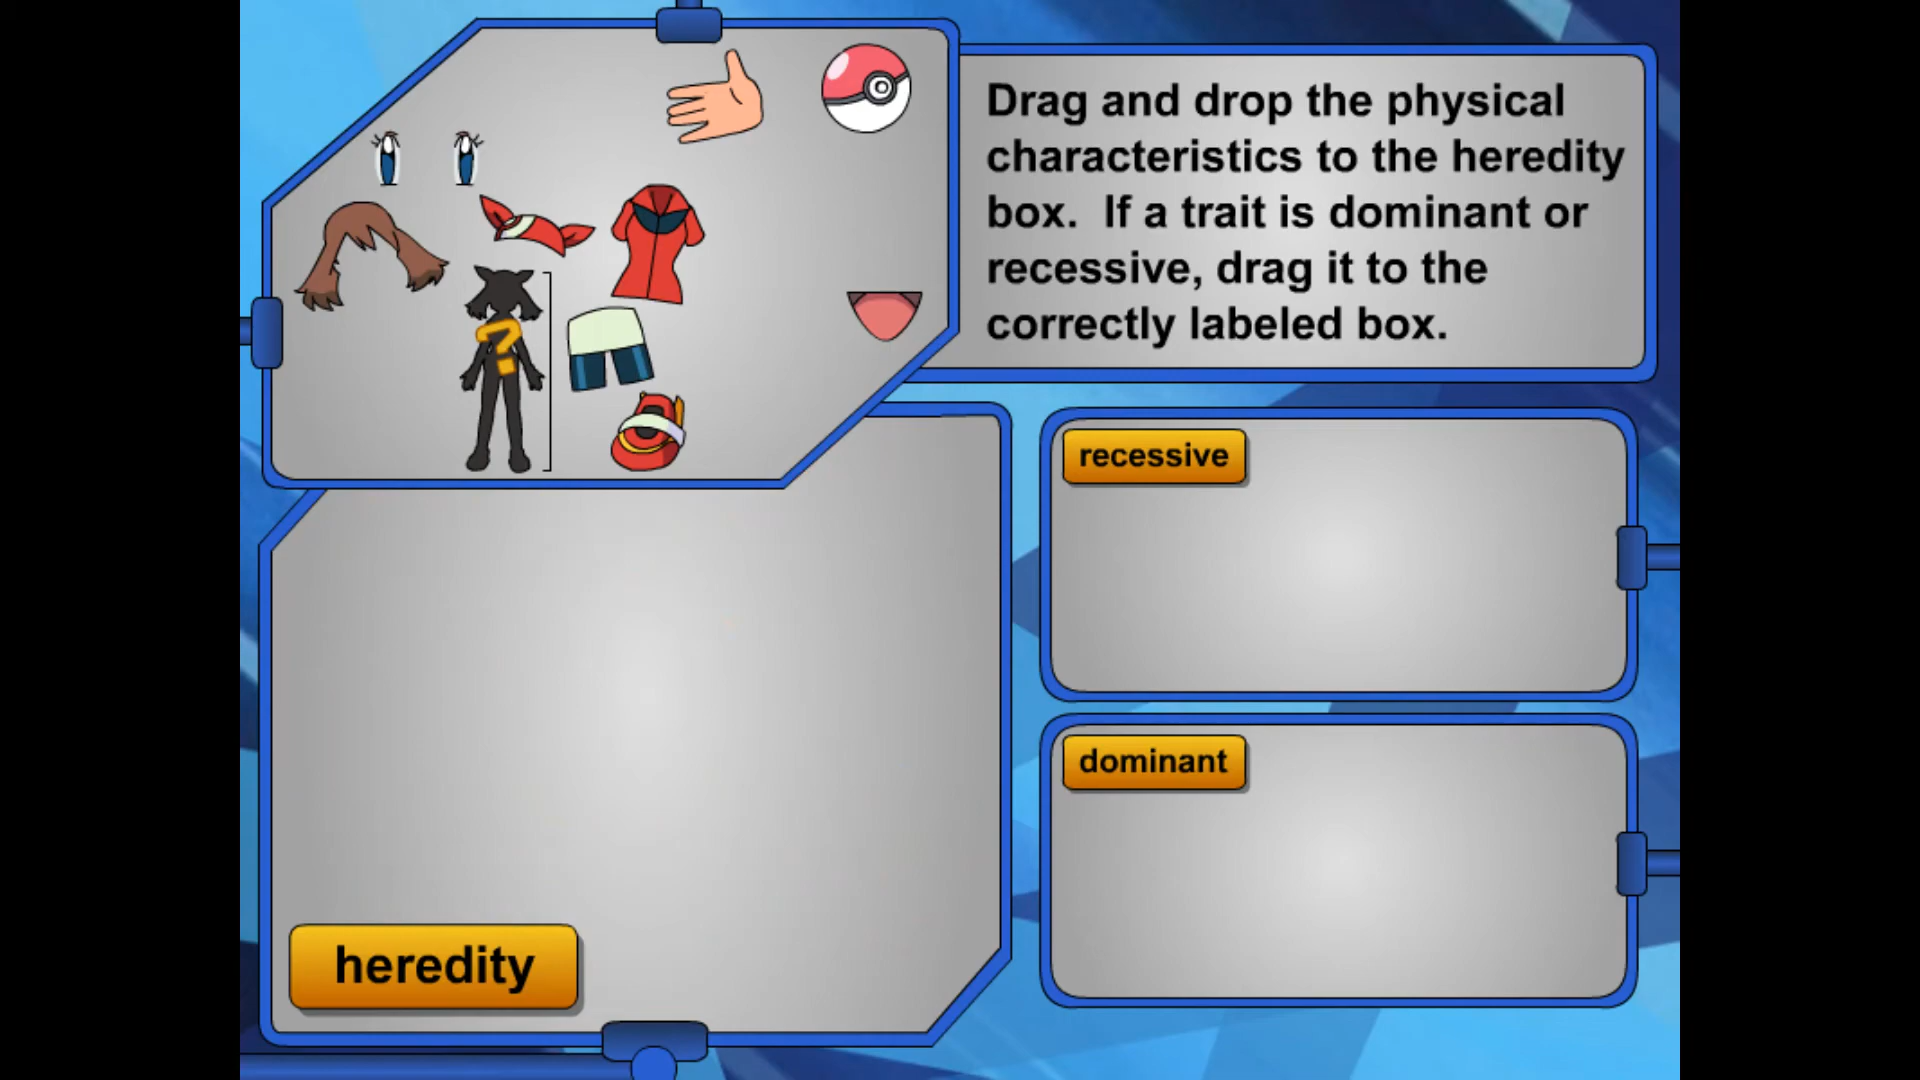 Drag and drop the physical
characteristics to the heredity
box. If a trait is dominant or
recessive, drag it to the
correctly labeled box.
?
recessive
dominant
heredity